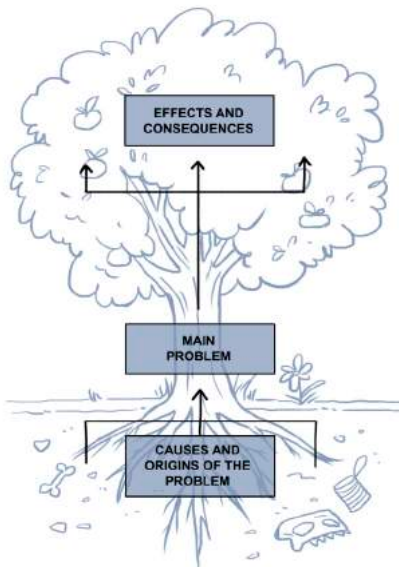 EFFECTS AND
CONSEQUENCES
MAIN
PROBLEM
CAUSES AND
ORIGINS OF THE
PROBLEM